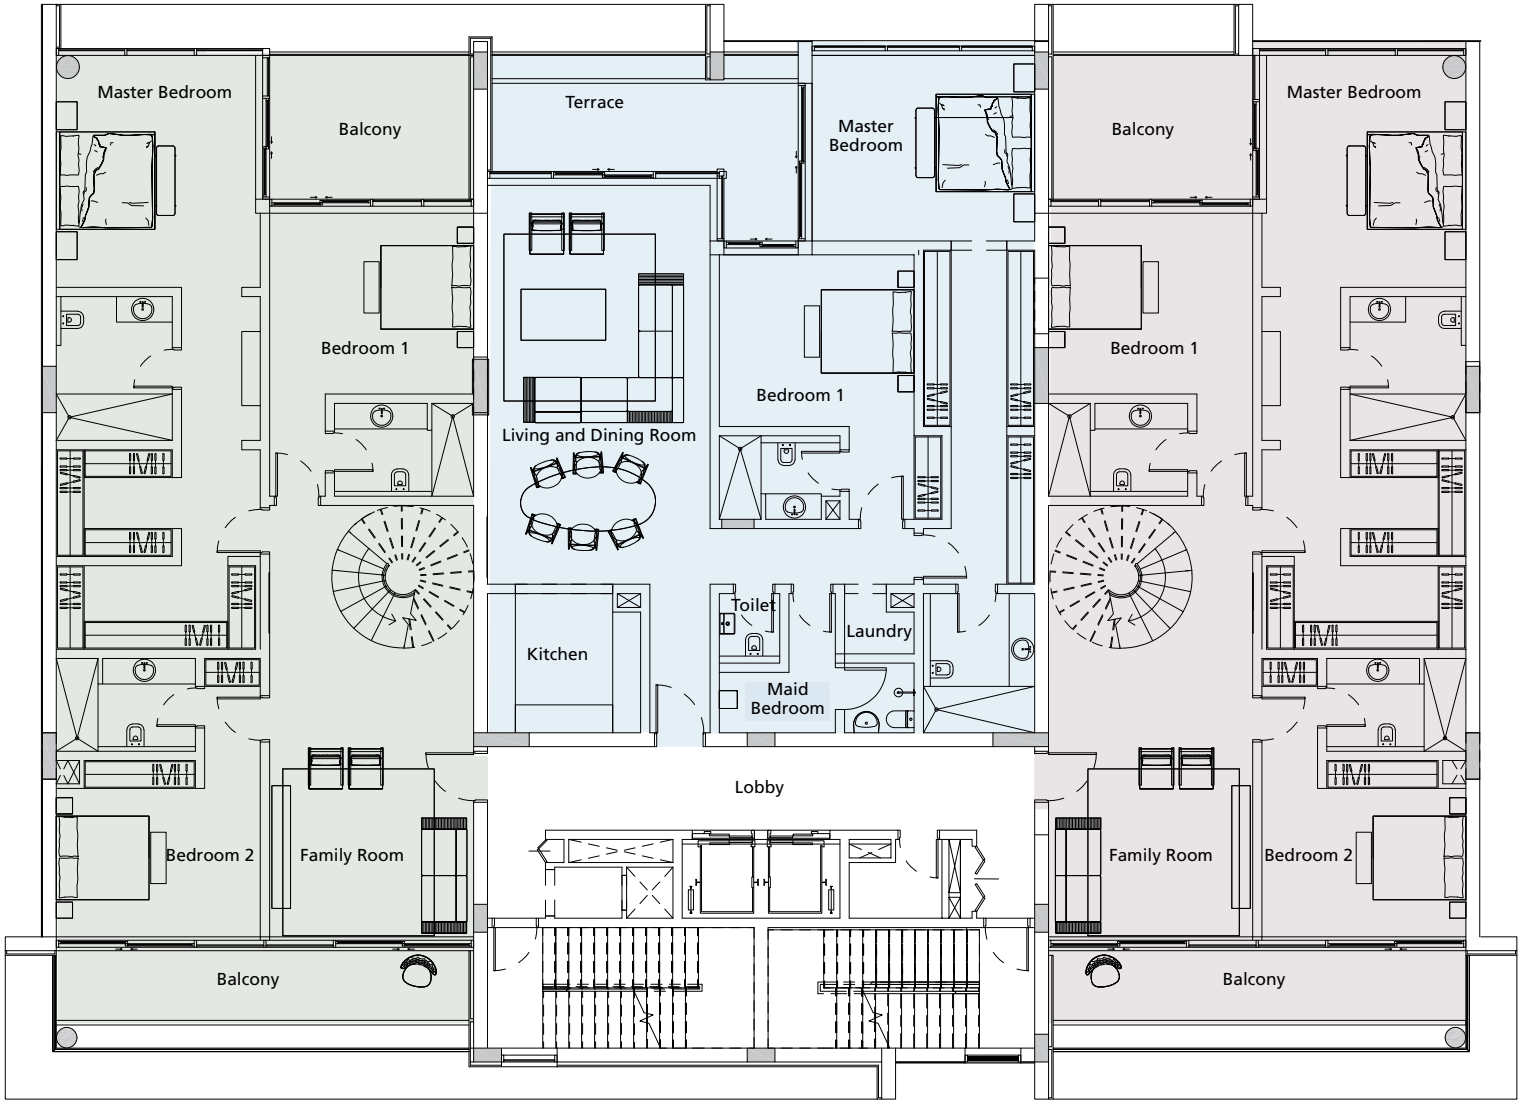 Master Bedroom
Balcony
Terrace
Master
Bedroom
Balcony
Master Bedroom
Bedroom 1
Bedroom 1
Bedroom 1
Living and Dining Room
Toilet
Laundry
Kitchen
Maid
Bedroom
Lobby
Bedroom 2
Family Room
Family Room
Bedroom 2
Balcony
Balcony